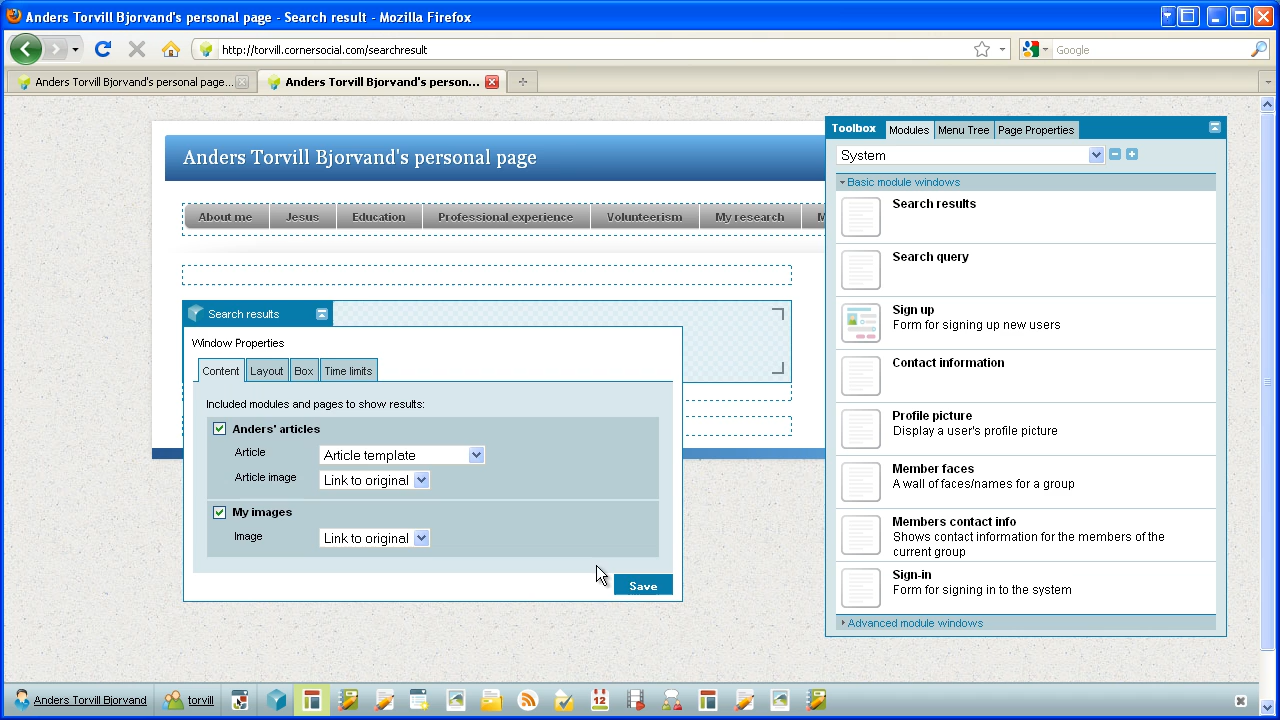 Anders Torvill Bjorvand's personal page - Search result - Mozilla Firefox
http://torvill.cornersocial.com/searchresult
Google
Anders Torvill Bjorvand's personal page...
Anders Torvill Bjorvand's person...
Anders Torvill Bjorvand's personal page
About me
Jesus
Education
Professional experience
Volunteerism
My research
M
Search results
Window Properties
Content
Layout
Box
Time limits
Included modules and pages to show results:
Anders' articles
Article
Article template
Article image
Link to original
My images
Image
Link to original
Save
Toolbox
Modules
Menu Tree
Page Properties
System
Basic module windows
Search results
Search query
Sign up
Form for signing up new users
Contact information
Profile picture
Display a user's profile picture
Member faces
A wall of faces/names for a group
Members contact info
Shows contact information for the members of the
current group
Sign-in
Form for signing in to the system
Advanced module windows
Anders Torvill Bjorvand
torvill
12